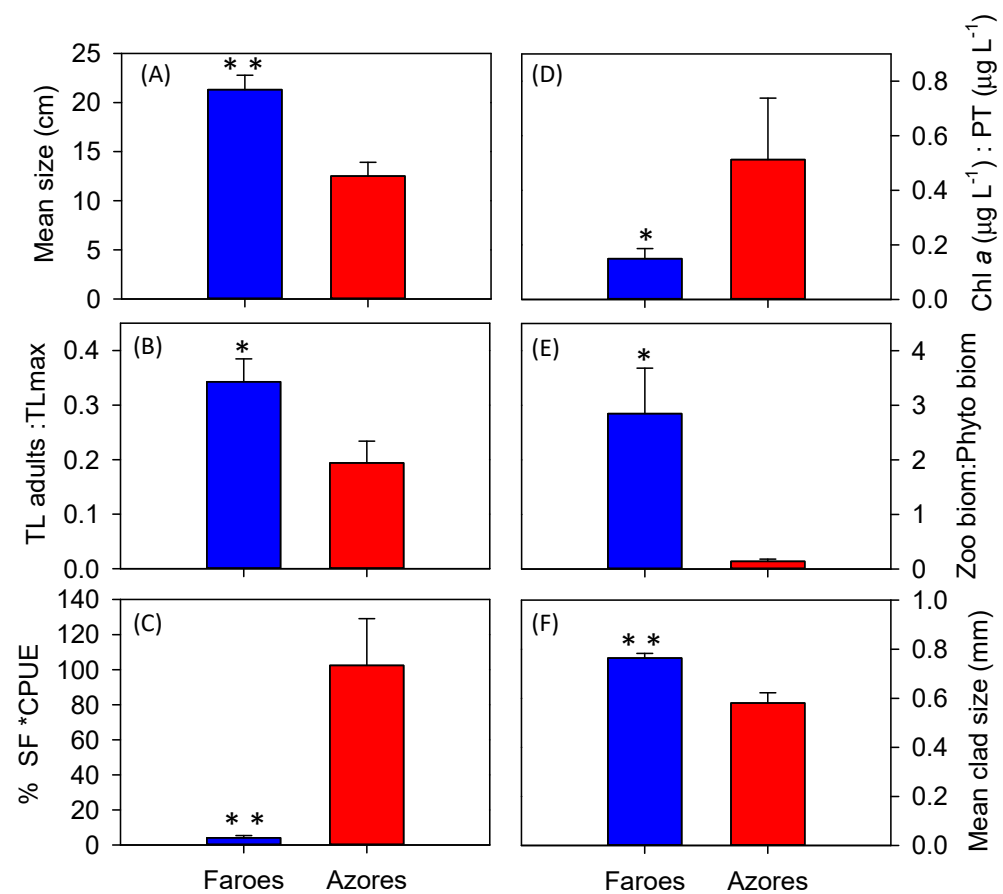 (A)
* *
Mean size (cm)
25
20
15
10
5
0
(D)
*
0.8
0.6
0.4
0.2
0.0
Chl a (µg L⁻¹) : PT (µg L⁻¹)
(B)
*
TL adults :TLmax
0.4
0.3
0.2
0.1
0.0
(E)
*
4
3
2
1
0
Zoo biom:Phyto biom
(C)
* *
% SF *CPUE
140
120
100
80
60
40
20
0
(F)
* *
1.0
0.8
0.6
0.4
0.2
0.0
Mean clad size (mm)
Faroes Azores
Faroes Azores